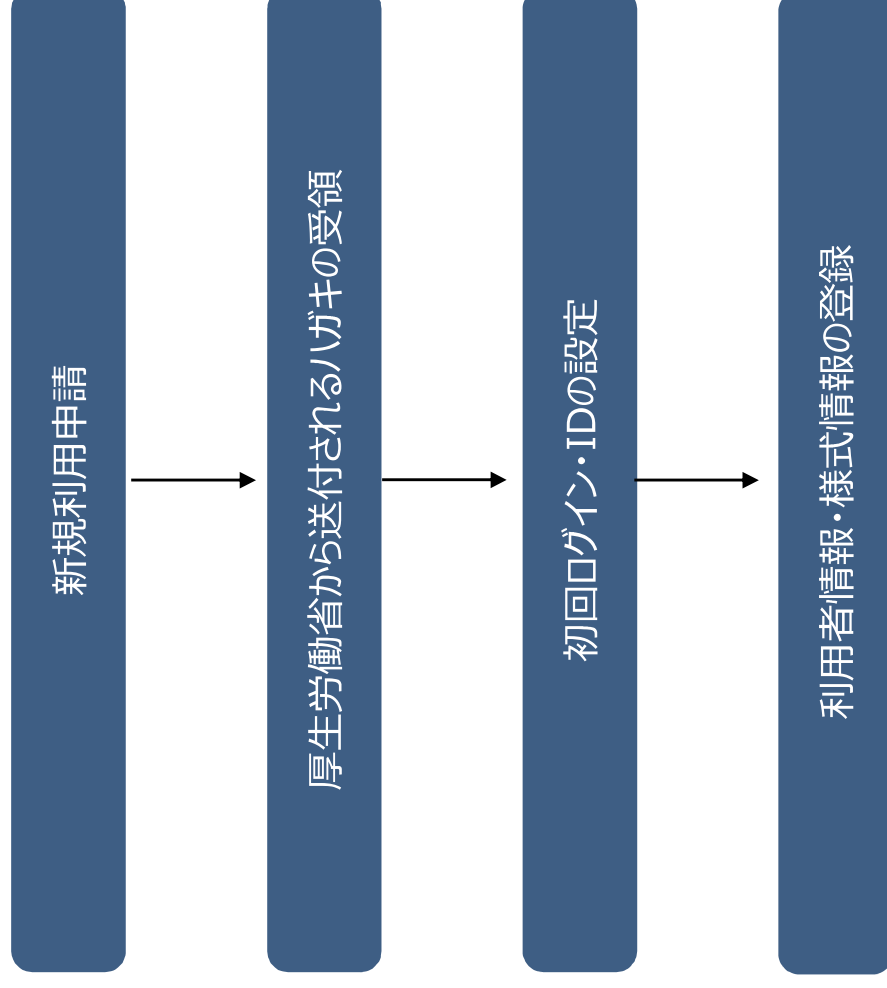 新規利用申請
厚生労働省から送付されるハガキの受領
初回ログイン・IDの設定
利用者情報・様式情報の登録